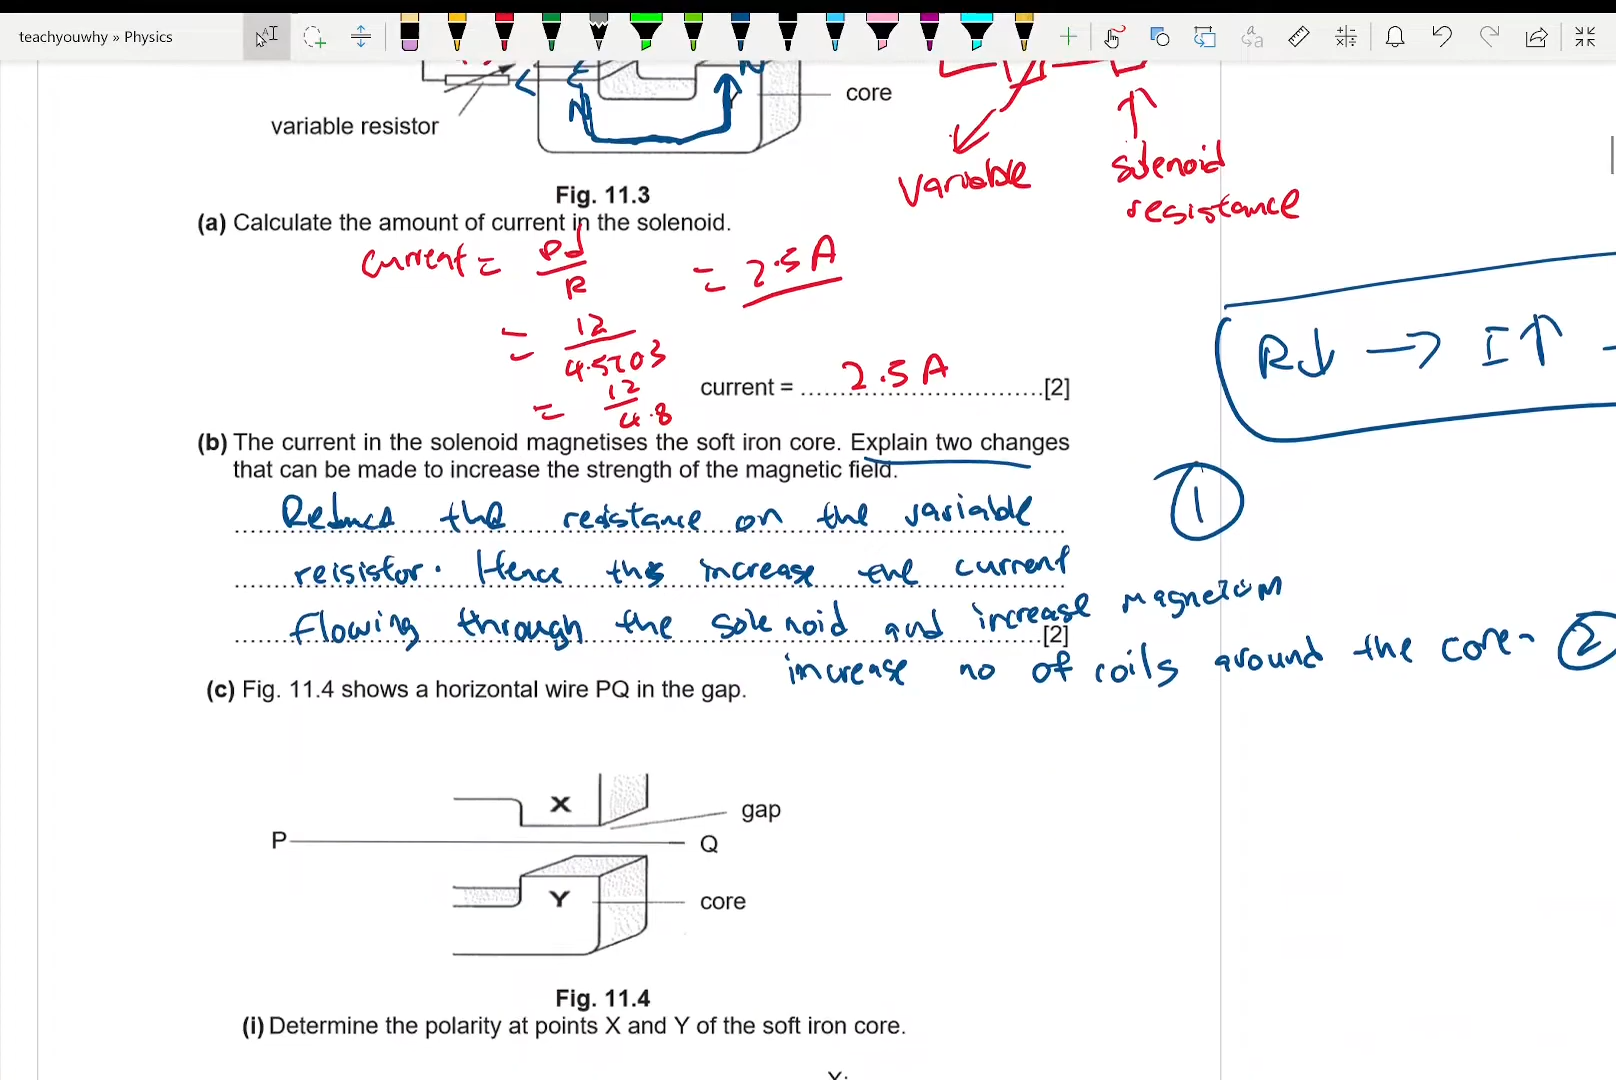 teachyouwhy » Physics
core
variable resistor
N
N
Variable
solenoid
resistance
Fig. 11.3
(a) Calculate the amount of current in the solenoid.
current = Pd/R = 2.5 A
= 12/4.5+0.3
= 12/4.8
current = 2.5 A [2]
R↓ → I↑
(b) The current in the solenoid magnetises the soft iron core. Explain two changes
that can be made to increase the strength of the magnetic field.
①
Reduce the resistance on the variable
reisistor. Hence this increase the current
flowing through the solenoid and increase magnetism
[2]
increase no of coils around the core. ②
(c) Fig. 11.4 shows a horizontal wire PQ in the gap.
X
gap
P
Q
Y
core
Fig. 11.4
(i) Determine the polarity at points X and Y of the soft iron core.